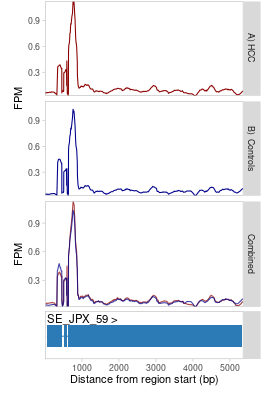 0.9
0.6
0.3
FPM
A) HCC
0.9
0.6
0.3
FPM
B) Controls
0.9
0.6
0.3
FPM
Combined
SE_JPX_59 >
1000 2000 3000 4000 5000
Distance from region start (bp)